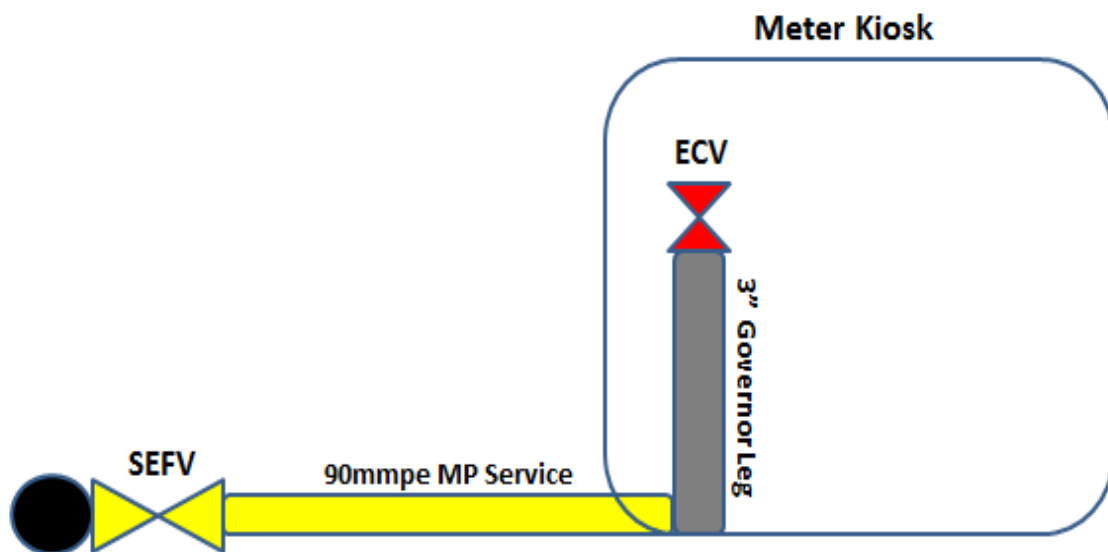 Meter Kiosk
ECV
3” Governor Leg
SEFV
90mmpe MP Service